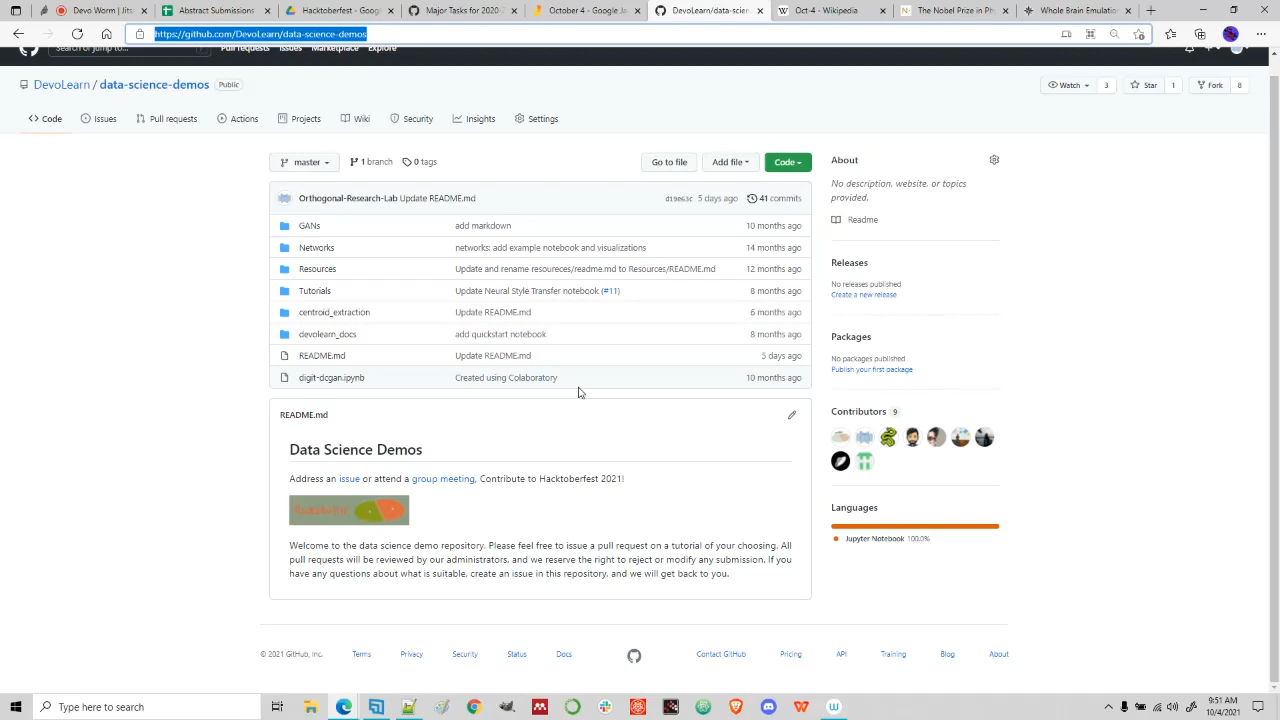 Abstract Submissions
October - Goog
Major Tasks for 2020-
October 4 - Google Ja
DevoLearn/data-scienc
Oct-4 - Wikipedia
The Nobel Prize in Phy
Whole Brain Emulatio
https://github.com/DevoLearn/data-science-demos
Search or jump to...
Pull requests
Issues
Marketplace
Explore
DevoLearn / data-science-demos Public
Watch 3
Star 1
Fork 8
Code
Issues
Pull requests
Actions
Projects
Wiki
Security
Insights
Settings
master
1 branch
0 tags
Go to file
Add file
Code
Orthogonal-Research-Lab Update README.md d19e63c 5 days ago 41 commits
GANs add markdown 10 months ago
Networks networks: add example notebook and visualizations 14 months ago
Resources Update and rename resoureces/readme.md to Resources/README.md 12 months ago
Tutorials Update Neural Style Transfer notebook (#11) 8 months ago
centroid_extraction Update README.md 6 months ago
devolearn_docs add quickstart notebook 8 months ago
README.md Update README.md 5 days ago
digit-dcgan.ipynb Created using Colaboratory 10 months ago
README.md
Data Science Demos
Address an issue or attend a group meeting, Contribute to Hacktoberfest 2021!
Welcome to the data science demo repository. Please feel free to issue a pull request on a tutorial of your choosing. All
pull requests will be reviewed by our administrators, and we reserve the right to reject or modify any submission. If you
have any questions about what is suitable, create an issue in this repository, and we will get back to you.
About
No description, website, or topics
provided.
Readme
Releases
No releases published
Create a new release
Packages
No packages published
Publish your first package
Contributors 9
Languages
Jupyter Notebook 100.0%
© 2021 GitHub, Inc.
Terms
Privacy
Security
Status
Docs
Contact GitHub
Pricing
API
Training
Blog
About
Type here to search
9:51 AM
10/4/2021